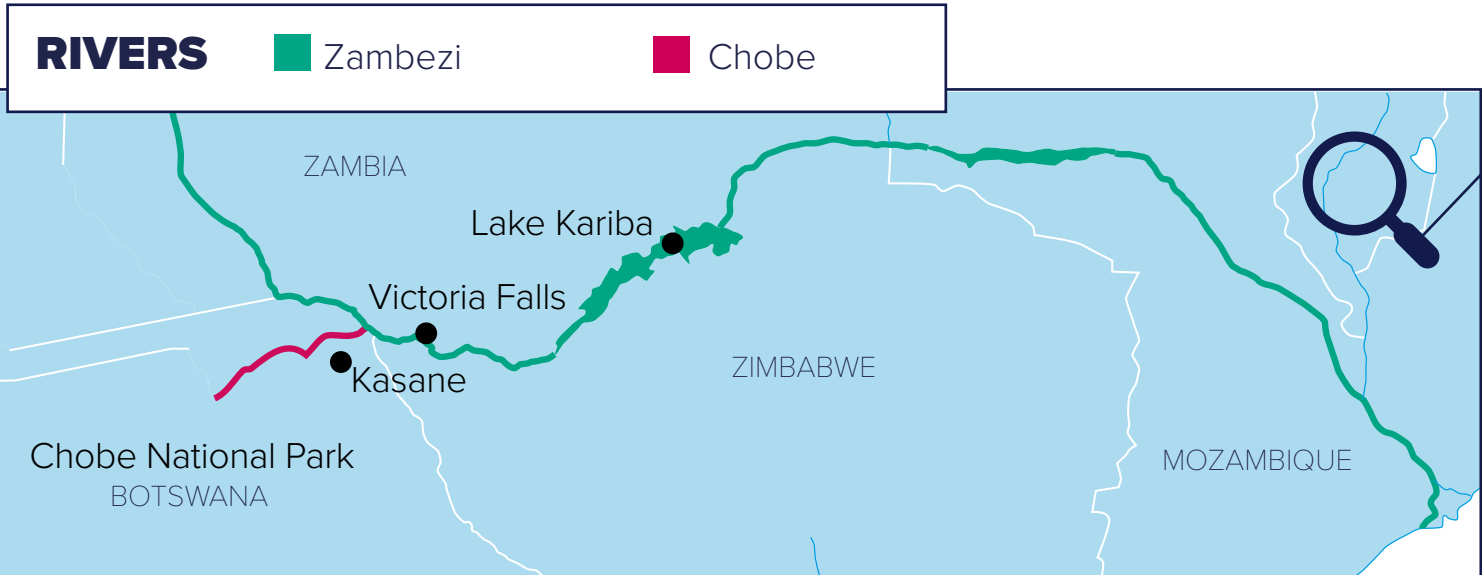 RIVERS Zambezi Chobe
ZAMBIA
Lake Kariba
Victoria Falls
ZIMBABWE
Kasane
Chobe National Park
MOZAMBIQUE
BOTSWANA